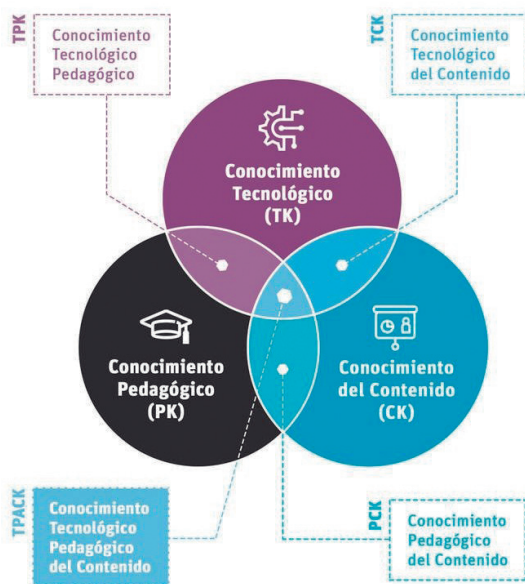 TPK
Conocimiento
Tecnológico
Pedagógico
TCK
Conocimiento
Tecnológico
del Contenido
Conocimiento
Tecnológico
(TK)
Conocimiento
Pedagógico
(PK)
Conocimiento
del Contenido
(CK)
TPACK
Conocimiento
Tecnológico
Pedagógico
del Contenido
PCK
Conocimiento
Pedagógico
del Contenido